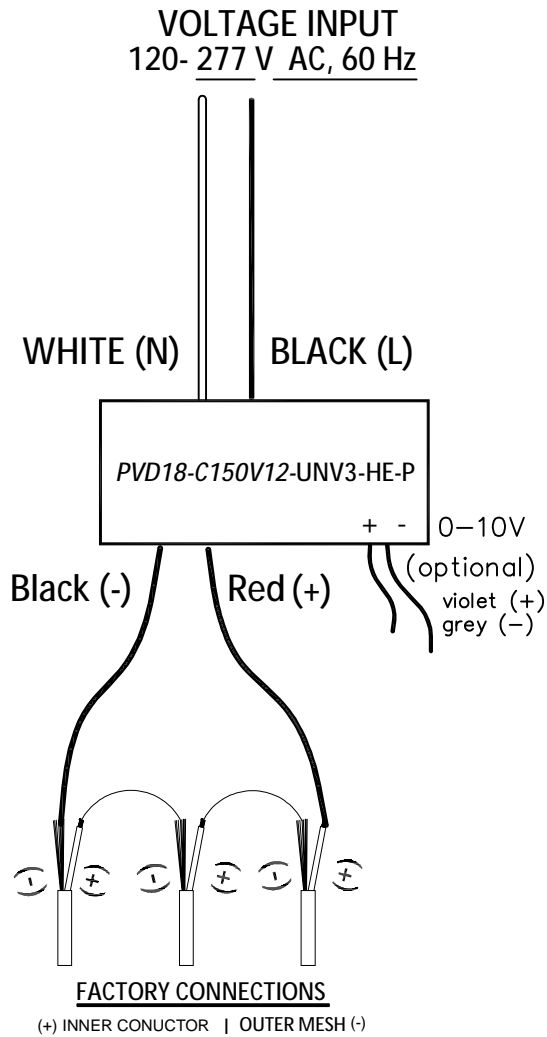 VOLTAGE INPUT
120- 277 V AC, 60 Hz
WHITE (N)
BLACK (L)
PVD18-C150V12-UNV3-HE-P
+ -
0-10V
(optional)
violet (+)
grey (-)
Black (-)
Red (+)
(-) (+) (-) (+) (-) (+)
FACTORY CONNECTIONS
(+) INNER CONUCTOR | OUTER MESH (-)